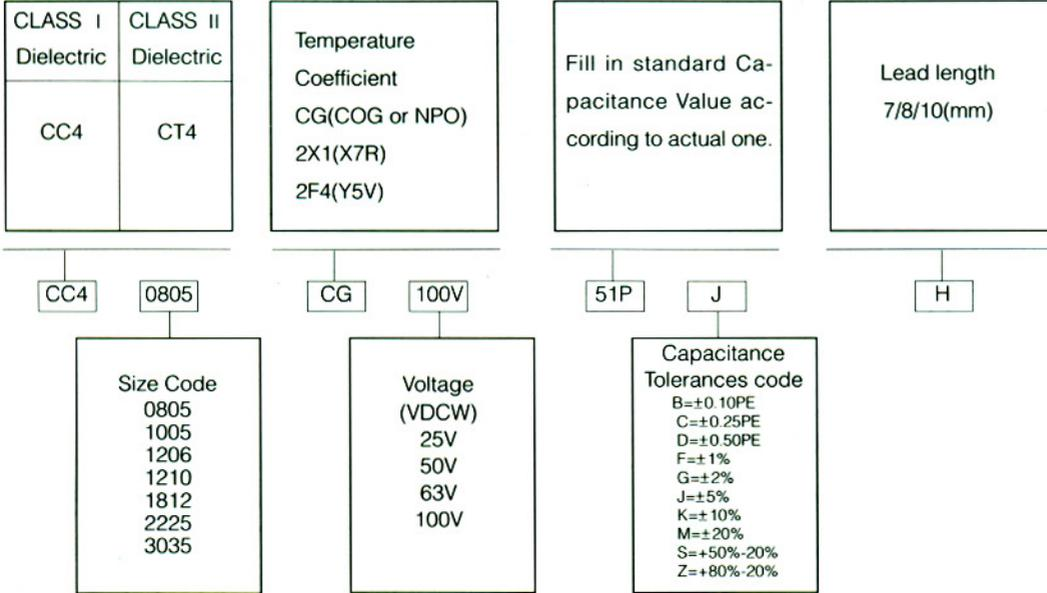 CLASS I
Dielectric
CLASS II
Dielectric
CC4
CT4
Temperature
Coefficient
CG(COG or NPO)
2X1(X7R)
2F4(Y5V)
Fill in standard Ca-
pacitance Value ac-
cording to actual one.
Lead length
7/8/10(mm)
CC4
0805
CG
100V
51P
J
H
Size Code
0805
1005
1206
1210
1812
2225
3035
Voltage
(VDCW)
25V
50V
63V
100V
Capacitance
Tolerances code
B=±0.10PE
C=±0.25PE
D=±0.50PE
F=±1%
G=±2%
J=±5%
K=±10%
M=±20%
S=+50%-20%
Z=+80%-20%